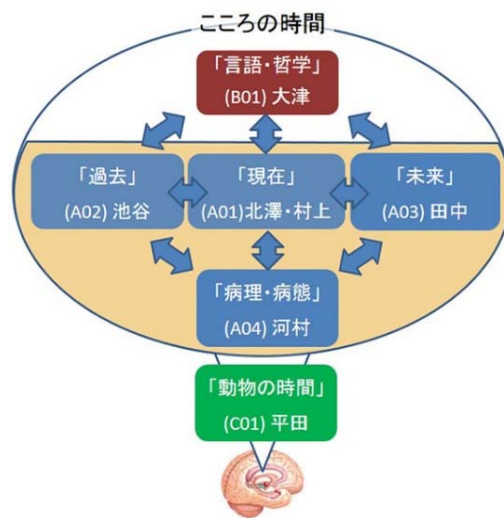 こころの時間
「言語・哲学」
(B01) 大津
「過去」
(A02) 池谷
「現在」
(A01)北澤・村上
「未来」
(A03) 田中
「病理・病態」
(A04) 河村
「動物の時間」
(C01) 平田